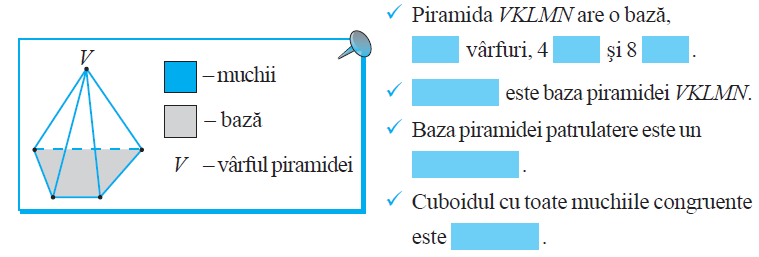 V
– muchii
– bază
V – vârful piramidei
✓ Piramida VKLMN are o bază,
vârfuri, 4 şi 8 .
✓ este baza piramidei VKLMN.
✓ Baza piramidei patrulatere este un
.
✓ Cuboidul cu toate muchiile congruente
este .